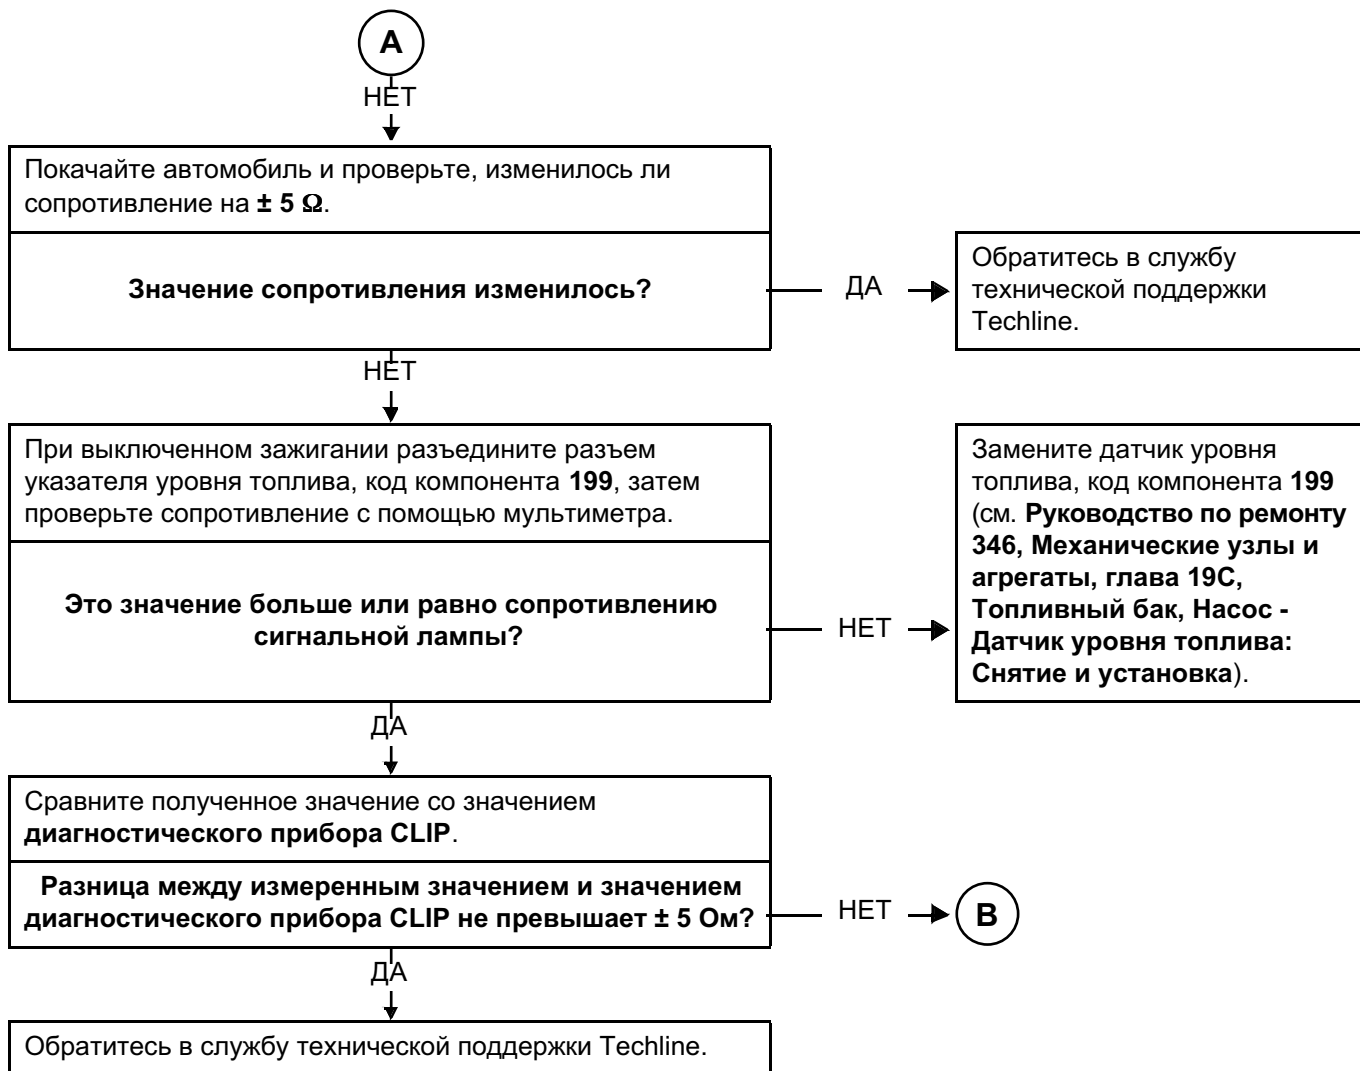 A
НЕТ
Покачайте автомобиль и проверьте, изменилось ли
сопротивление на ± 5 Ω.
Значение сопротивления изменилось?
ДА
Обратитесь в службу
технической поддержки
Techline.
НЕТ
При выключенном зажигании разъедините разъем
указателя уровня топлива, код компонента 199, затем
проверьте сопротивление с помощью мультиметра.
Это значение больше или равно сопротивлению
сигнальной лампы?
НЕТ
Замените датчик уровня
топлива, код компонента 199
(см. Руководство по ремонту
346, Механические узлы и
агрегаты, глава 19C,
Топливный бак, Насос -
Датчик уровня топлива:
Снятие и установка).
ДА
Сравните полученное значение со значением
диагностического прибора CLIP.
Разница между измеренным значением и значением
диагностического прибора CLIP не превышает ± 5 Ом?
НЕТ
B
ДА
Обратитесь в службу технической поддержки Techline.